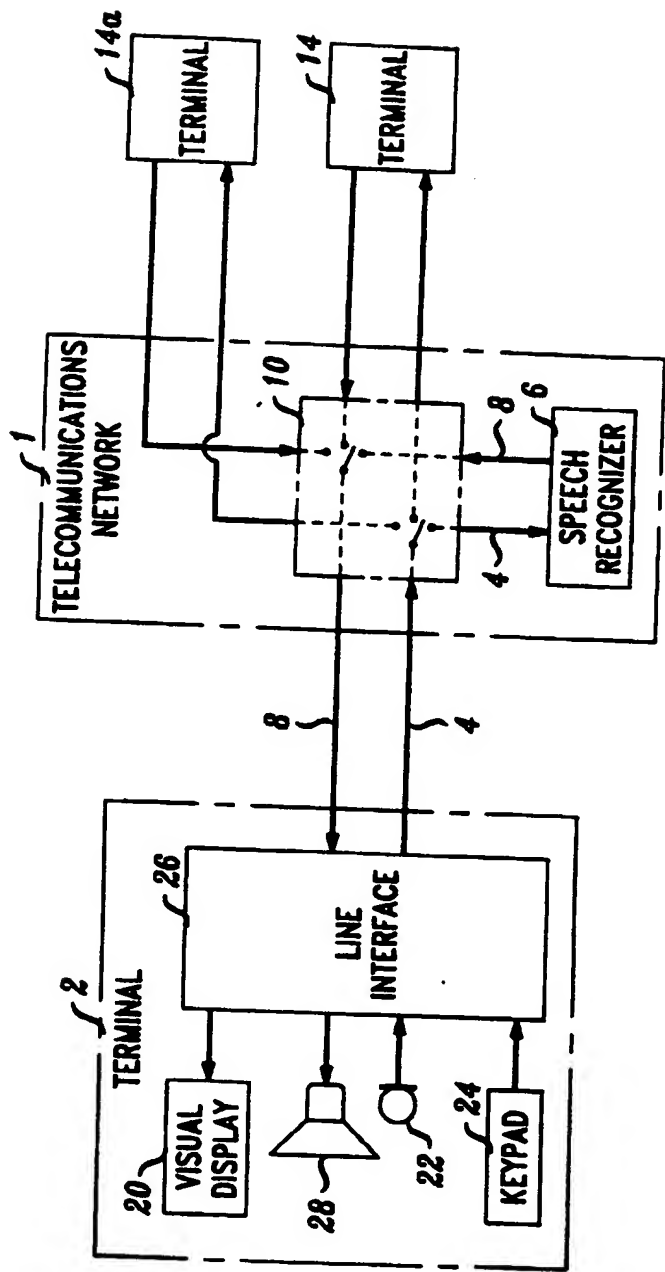 1
TELECOMMUNICATIONS
NETWORK
2
TERMINAL
20
VISUAL
DISPLAY
28
22
24
KEYPAD
26
LINE
INTERFACE
8
4
10
8
4
6
SPEECH
RECOGNIZER
14a
TERMINAL
14
TERMINAL